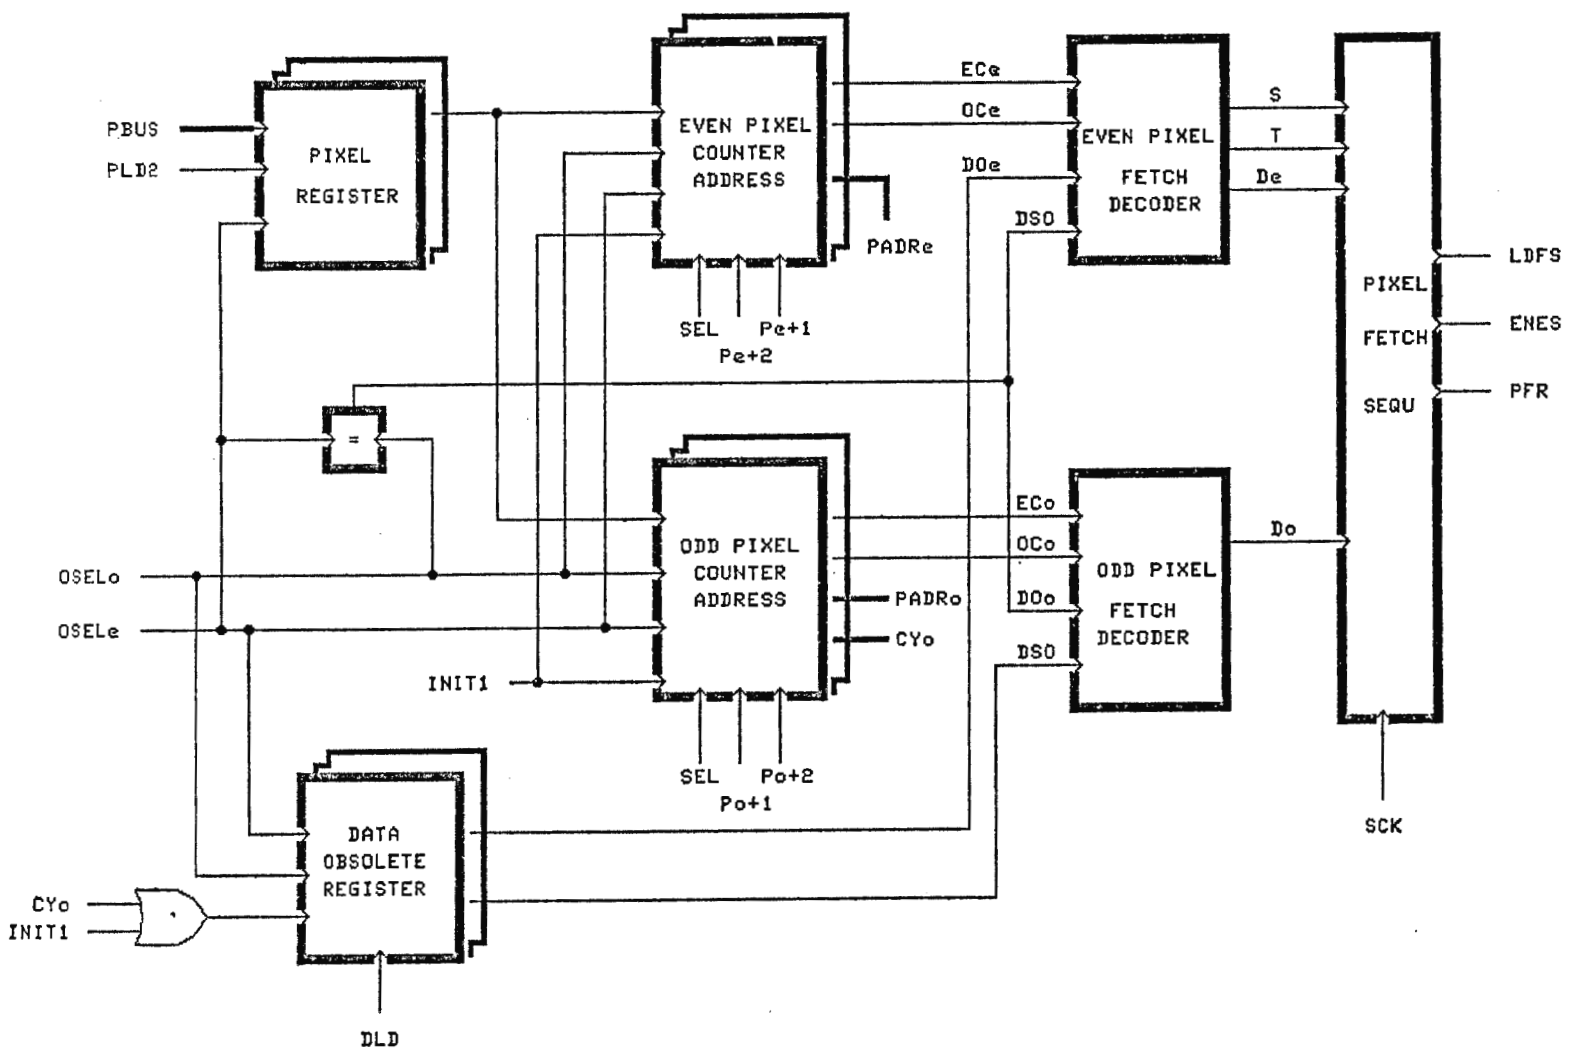 PBUS
PLD2
PIXEL
REGISTER
EVEN PIXEL
COUNTER
ADDRESS
SEL
Pe+1
Pe+2
PADRe
ECe
OCe
DOe
DSO
EVEN PIXEL
FETCH
DECODER
S
T
De
PIXEL
FETCH
SEQU
LDFS
ENES
PFR
=
OSELo
OSELe
INIT1
ODD PIXEL
COUNTER
ADDRESS
SEL
Po+2
Po+1
ECo
OCo
PADRo
CYo
DOo
DSO
ODD PIXEL
FETCH
DECODER
Do
SCK
DATA
OBSOLETE
REGISTER
CYo
INIT1
DLD